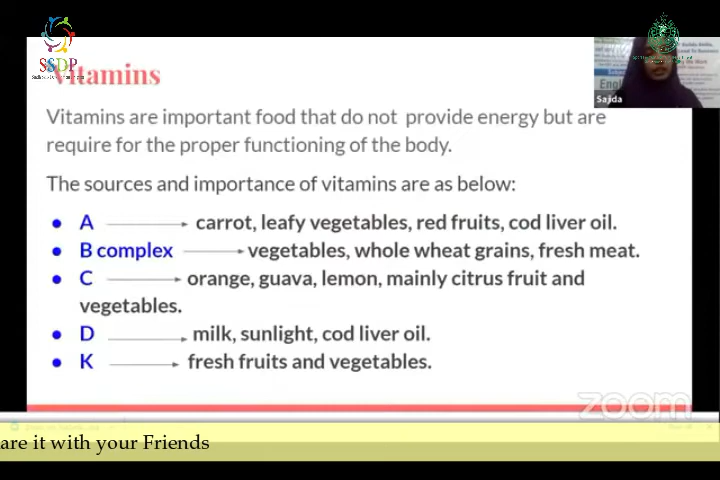 SSDP
Vitamins
Sajda
Vitamins are important food that do not provide energy but are
require for the proper functioning of the body.
The sources and importance of vitamins are as below:
A carrot, leafy vegetables, red fruits, cod liver oil.
B complex vegetables, whole wheat grains, fresh meat.
C orange, guava, lemon, mainly citrus fruit and
vegetables.
D milk, sunlight, cod liver oil.
K fresh fruits and vegetables.
zoom
are it with your Friends